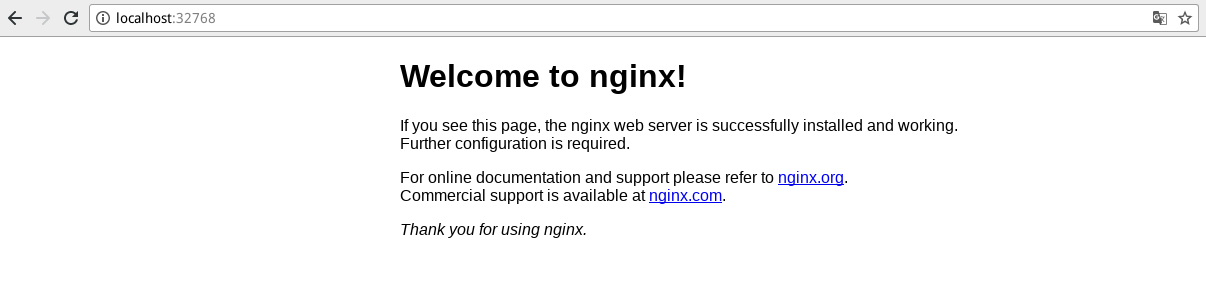 localhost:32768
Welcome to nginx!
If you see this page, the nginx web server is successfully installed and working.
Further configuration is required.
For online documentation and support please refer to nginx.org.
Commercial support is available at nginx.com.
Thank you for using nginx.